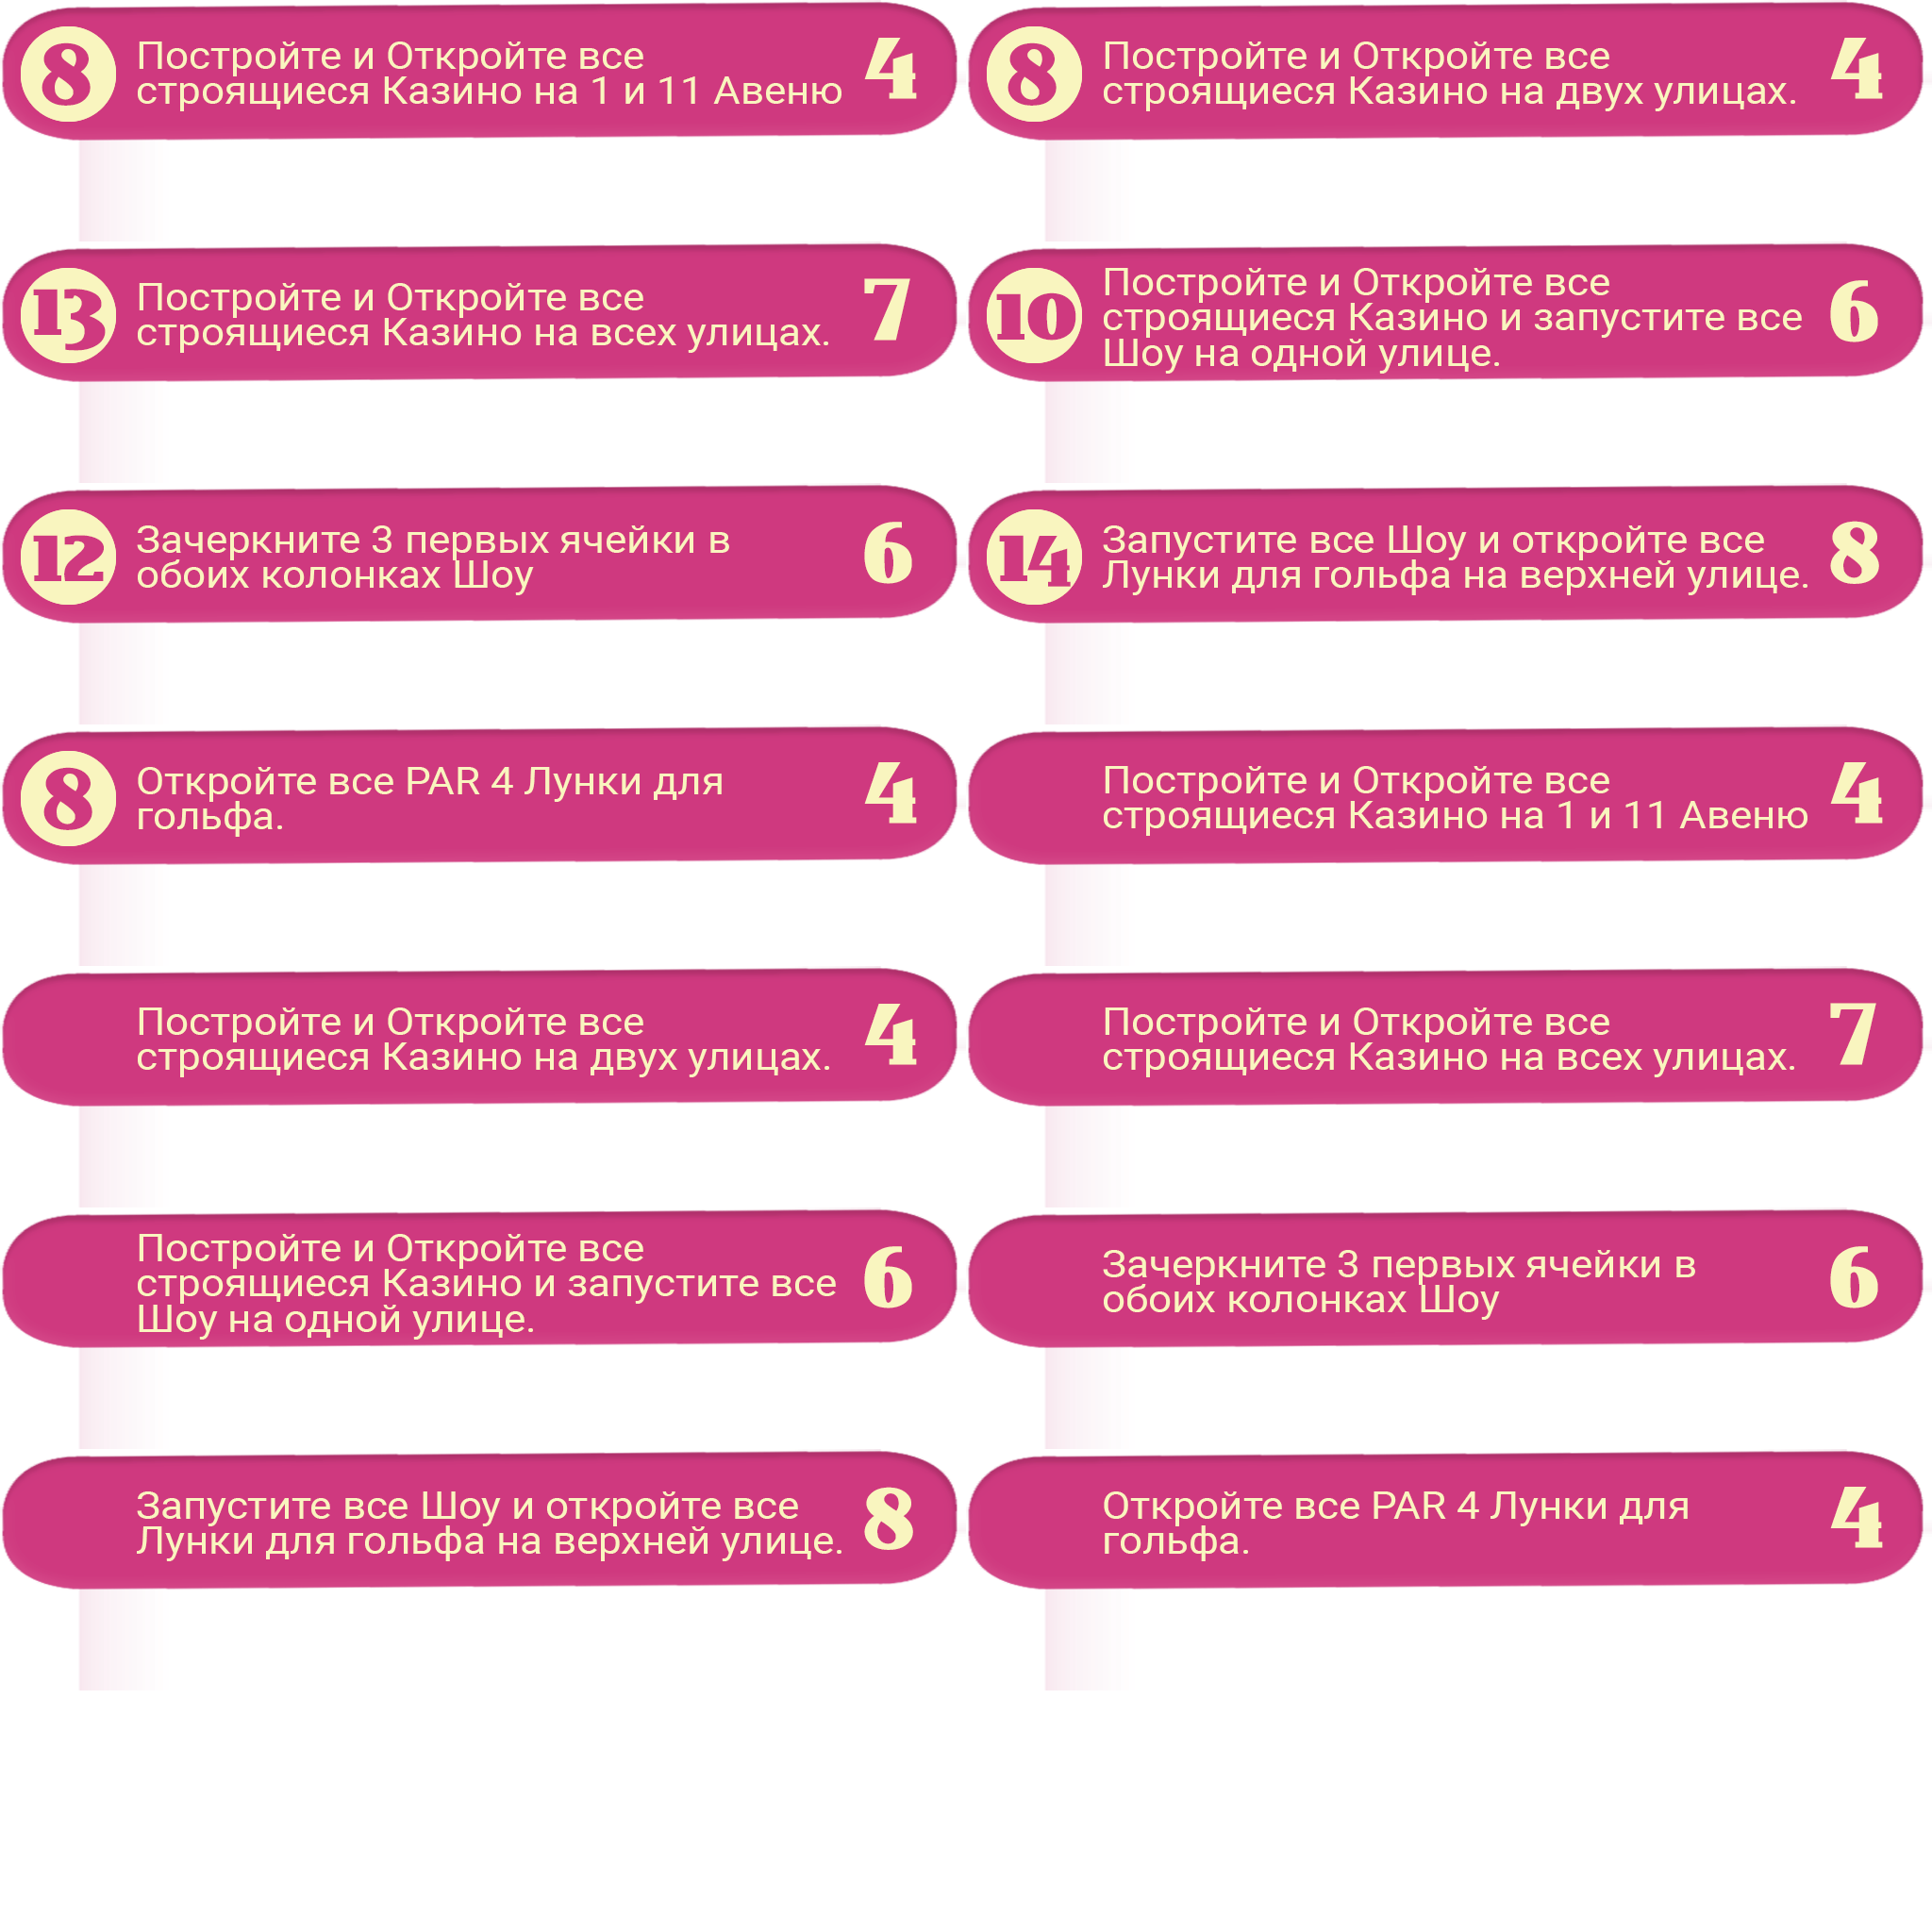 8 Постройте и Откройте все
строящиеся Казино на 1 и 11 Авеню 4
8 Постройте и Откройте все
строящиеся Казино на двух улицах. 4
13 Постройте и Откройте все
строящиеся Казино на всех улицах. 7
10 Постройте и Откройте все
строящиеся Казино и запустите все 6
Шоу на одной улице.
12 Зачеркните 3 первых ячейки в
обоих колонках Шоу 6
14 Запустите все Шоу и откройте все
Лунки для гольфа на верхней улице. 8
8 Откройте все PAR 4 Лунки для
гольфа. 4
Постройте и Откройте все
строящиеся Казино на 1 и 11 Авеню 4
Постройте и Откройте все
строящиеся Казино на двух улицах. 4
Постройте и Откройте все
строящиеся Казино на всех улицах. 7
Постройте и Откройте все
строящиеся Казино и запустите все 6
Шоу на одной улице.
Зачеркните 3 первых ячейки в
обоих колонках Шоу 6
Запустите все Шоу и откройте все
Лунки для гольфа на верхней улице. 8
Откройте все PAR 4 Лунки для
гольфа. 4